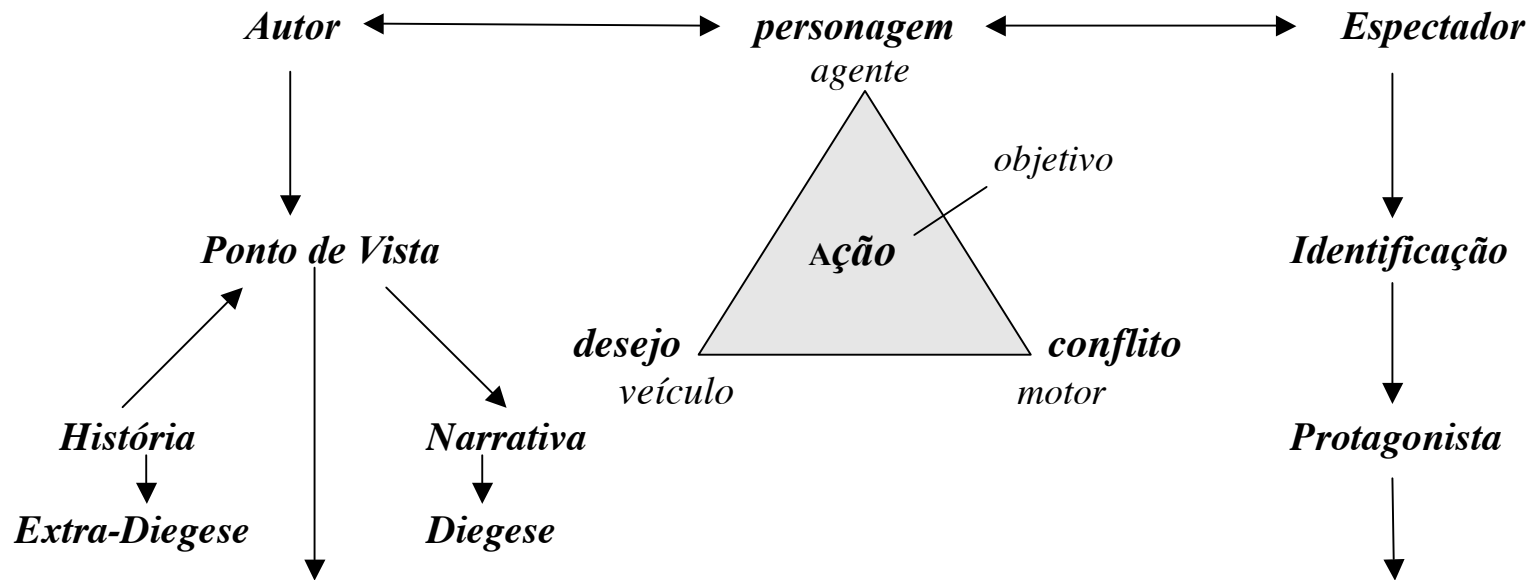 Autor personagem Espectador
agente
objetivo
Ponto de Vista Ação Identificação
desejo conflito
veículo motor
História Narrativa Protagonista
Extra-Diegese Diegese